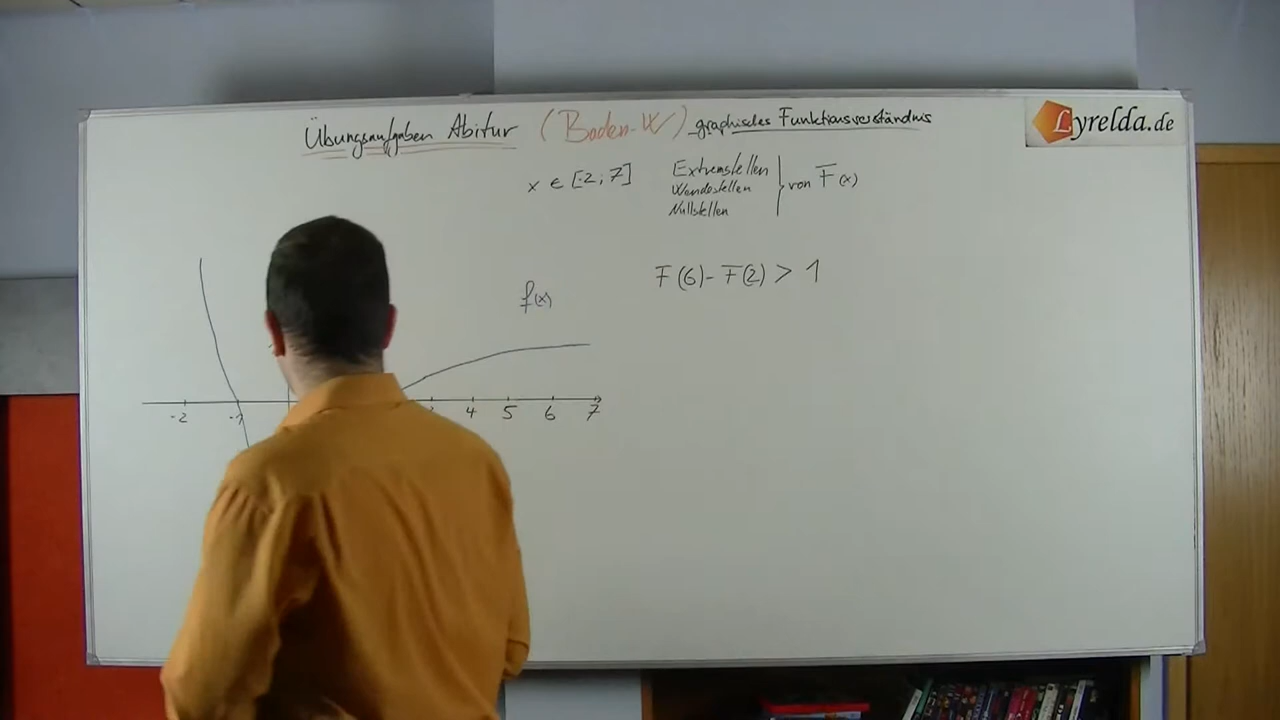 Übungsaufgaben Abitur (Baden-W) graphisches Funktionsverständnis
Lyrelda.de
x ∈ [-2; 7]
Extremstellen
Wendestellen
Nullstellen
von F(x)
F(6) - F(2) > 1
f(x)
-2 -1 4 5 6 7